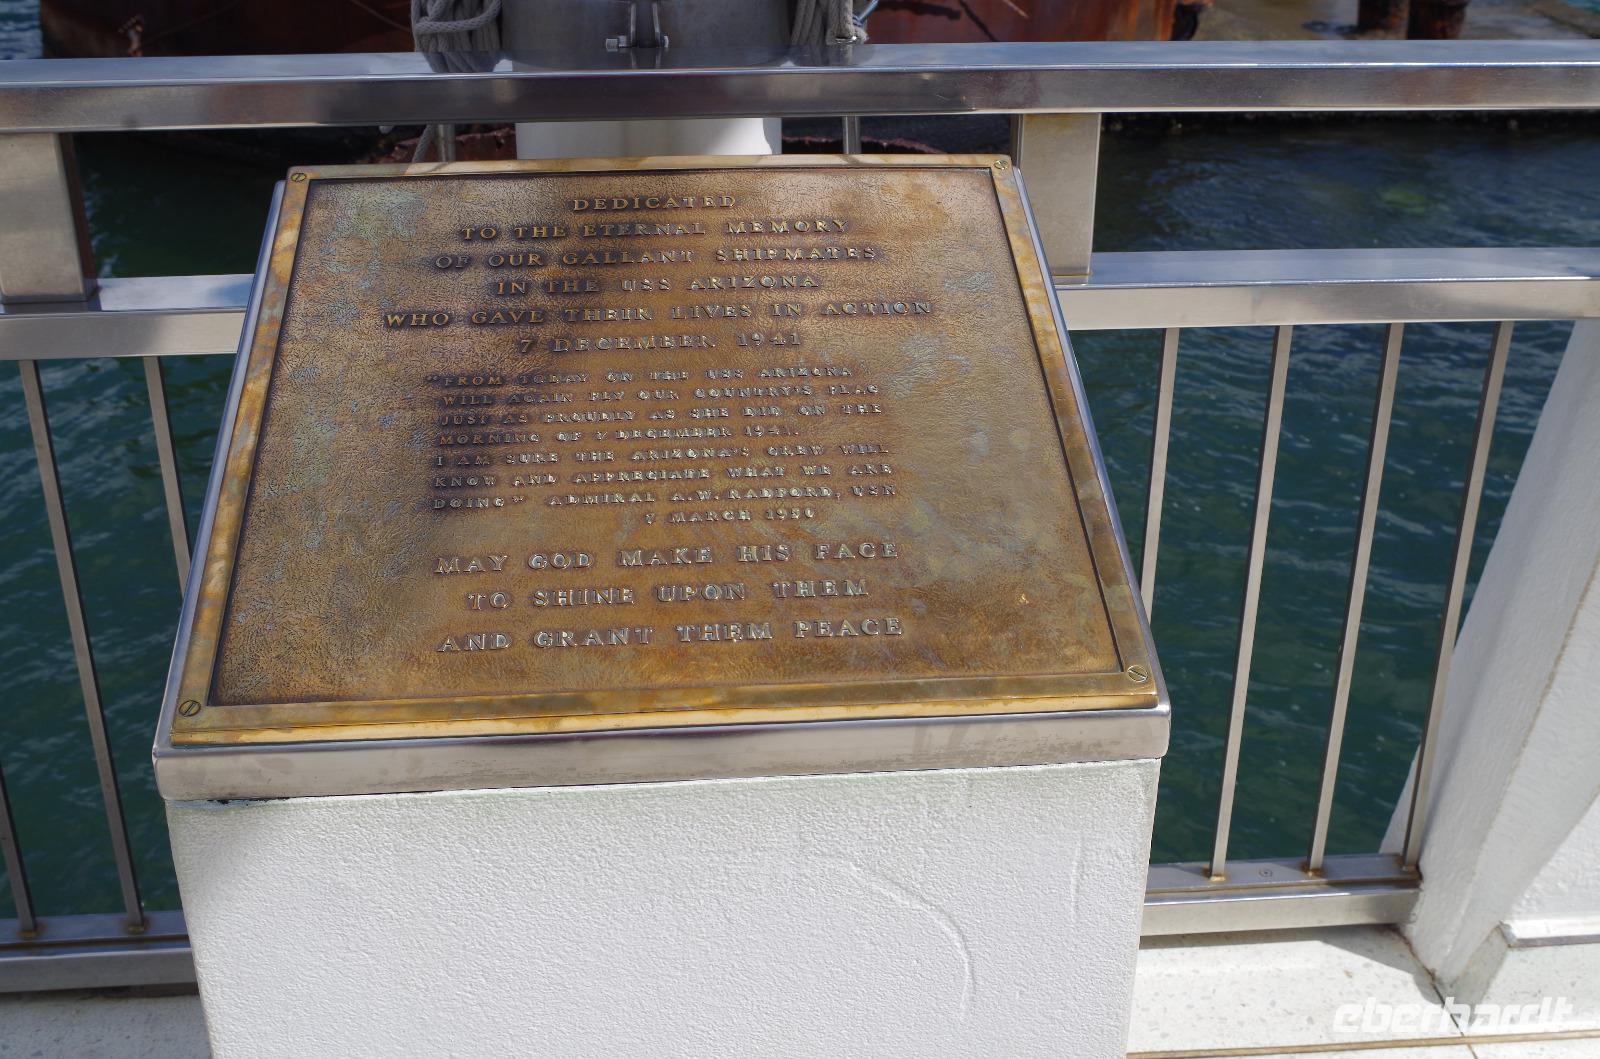 DEDICATED
TO THE ETERNAL MEMORY
OF OUR GALLANT SHIPMATES
IN THE USS ARIZONA
WHO GAVE THEIR LIVES IN ACTION
7 DECEMBER 1941
"FROM TODAY ON THE USS ARIZONA
WILL AGAIN FLY OUR COUNTRY'S FLAG
JUST AS PROUDLY AS SHE DID ON THE
MORNING OF 7 DECEMBER 1941.
I AM SURE THE ARIZONA'S CREW WILL
KNOW AND APPRECIATE WHAT WE ARE
DOING" ADMIRAL A.W. RADFORD, USN
7 MARCH 1950
MAY GOD MAKE HIS FACE
TO SHINE UPON THEM
AND GRANT THEM PEACE
eberhardt